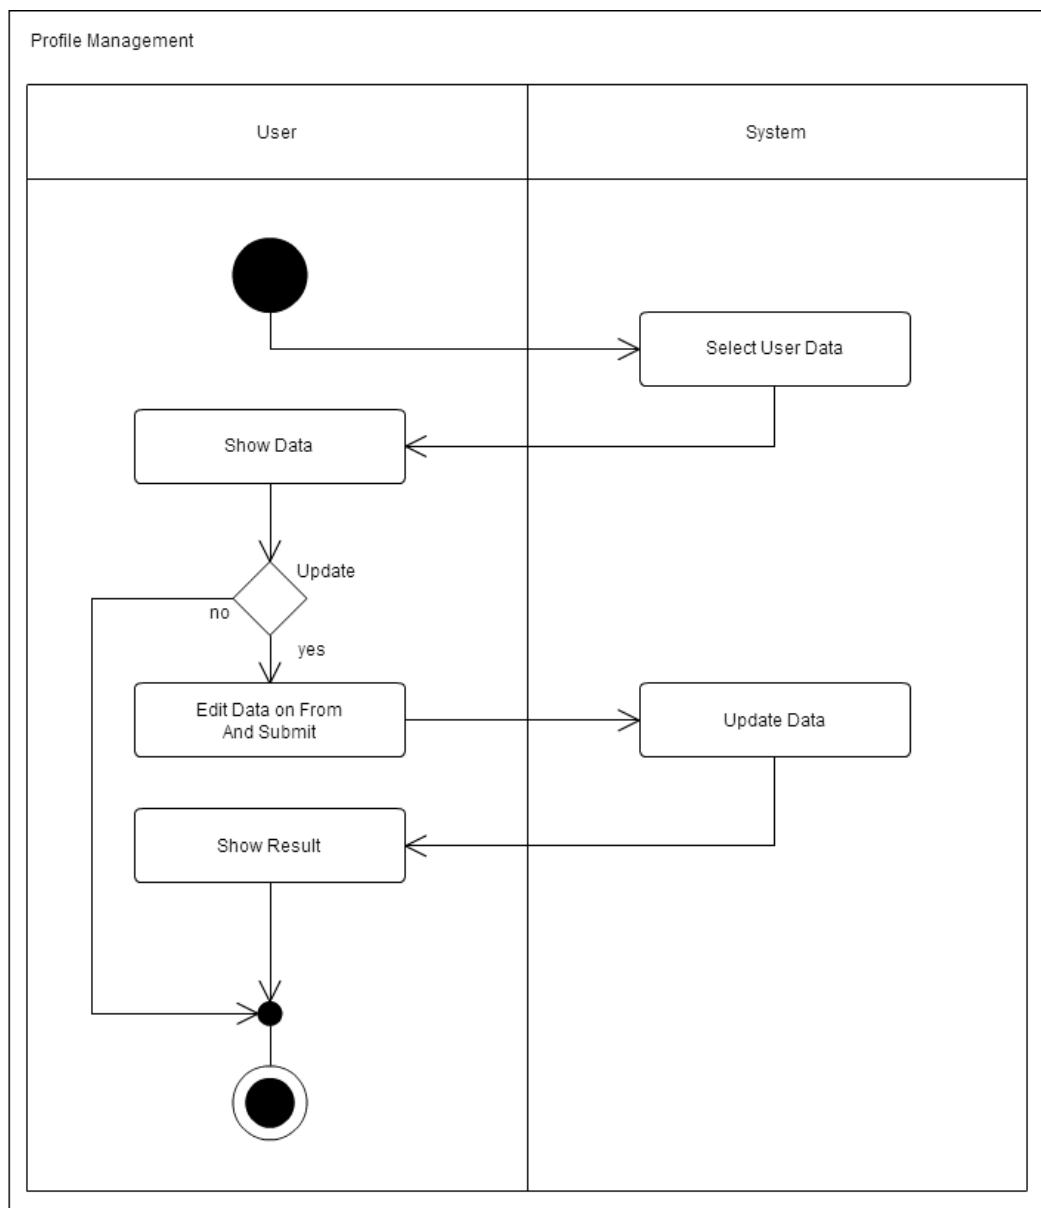 Profile Management
User
System
Select User Data
Show Data
Update
no
yes
Edit Data on From
And Submit
Update Data
Show Result